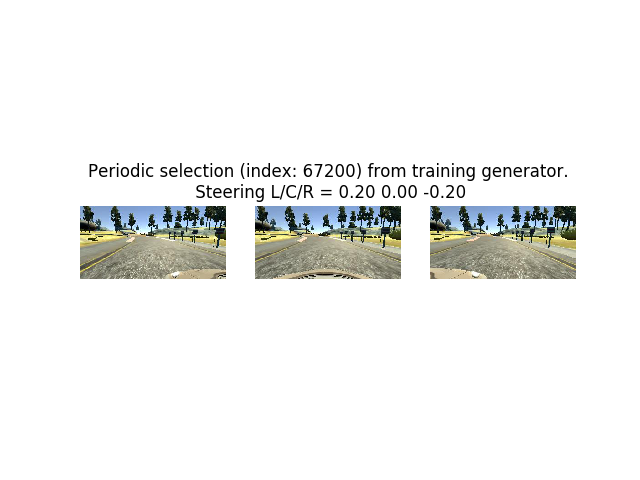 Periodic selection (index: 67200) from training generator.
Steering L/C/R = 0.20 0.00 -0.20